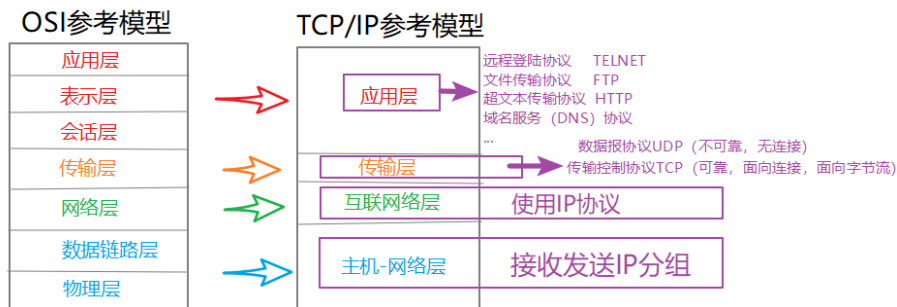 OSI参考模型
应用层
表示层
会话层
传输层
网络层
数据链路层
物理层
TCP/IP参考模型
应用层
远程登陆协议 TELNET
文件传输协议 FTP
超文本传输协议 HTTP
域名服务（DNS）协议
...
传输层
数据报协议UDP（不可靠，无连接）
传输控制协议TCP（可靠，面向连接，面向字节流）
互联网络层
使用IP协议
主机-网络层
接收发送IP分组